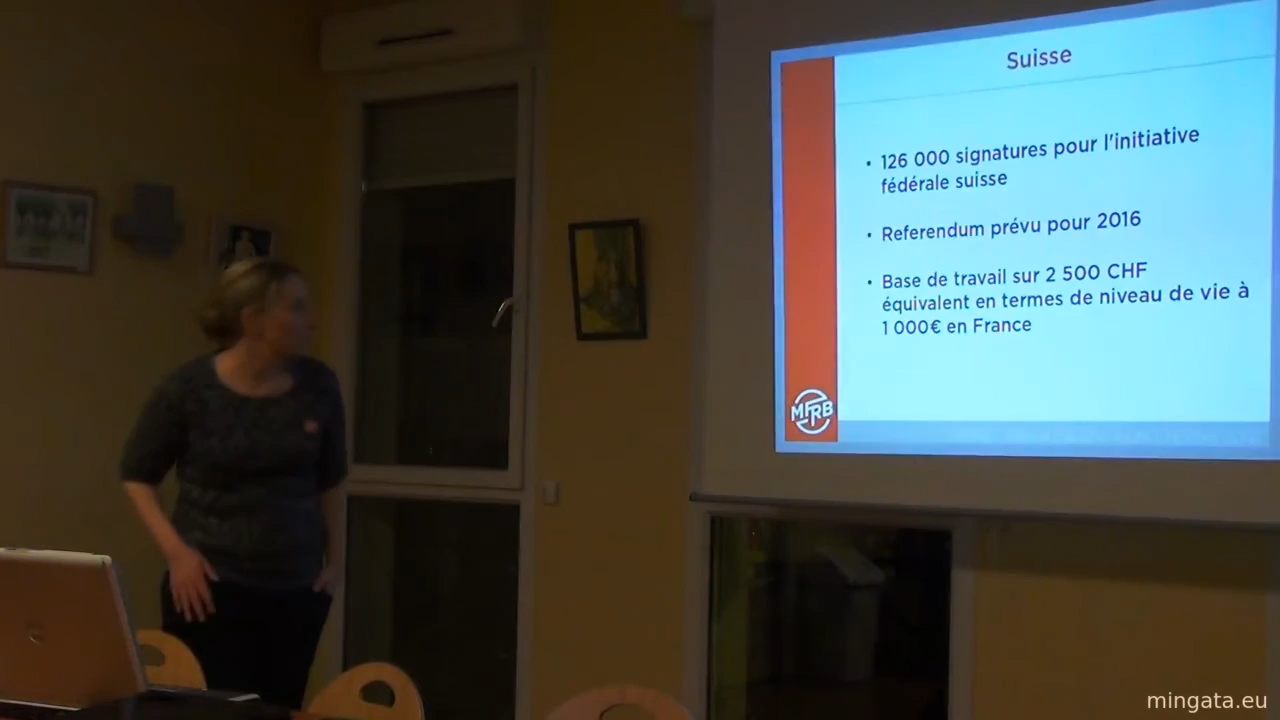 Suisse
• 126 000 signatures pour l'initiative
fédérale suisse
• Referendum prévu pour 2016
• Base de travail sur 2 500 CHF
équivalent en termes de niveau de vie à
1 000€ en France
MFRB
mingata.eu